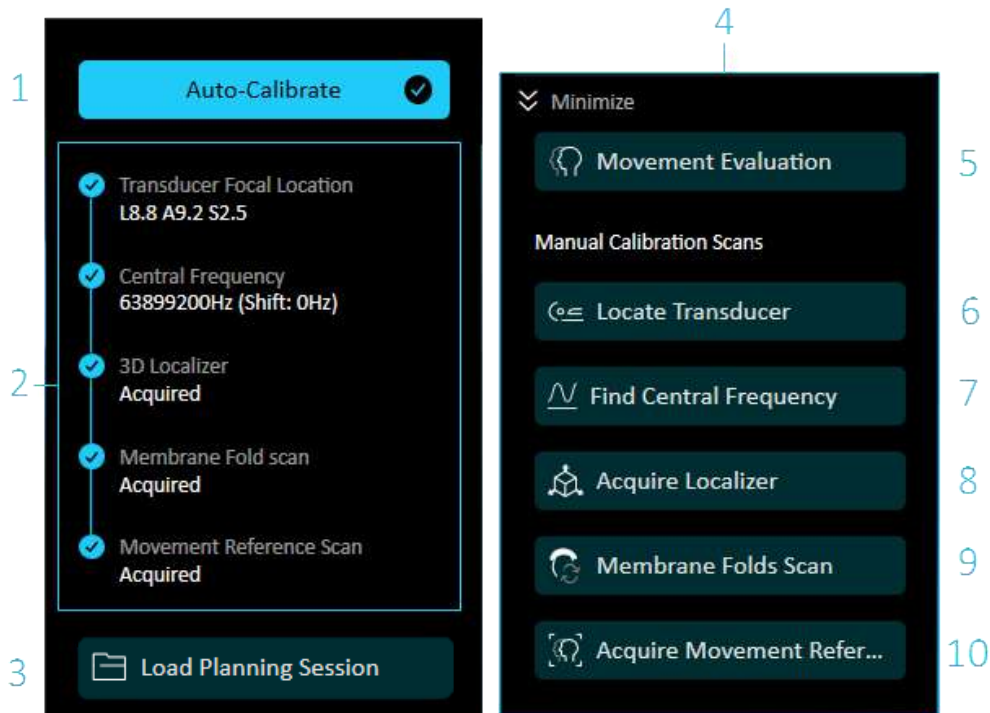 1
Auto-Calibrate
2
Transducer Focal Location
L8.8 A9.2 S2.5
Central Frequency
63899200Hz (Shift: 0Hz)
3D Localizer
Acquired
Membrane Fold scan
Acquired
Movement Reference Scan
Acquired
3
Load Planning Session
4
Minimize
Movement Evaluation
5
Manual Calibration Scans
Locate Transducer
6
Find Central Frequency
7
Acquire Localizer
8
Membrane Folds Scan
9
Acquire Movement Refer...
10